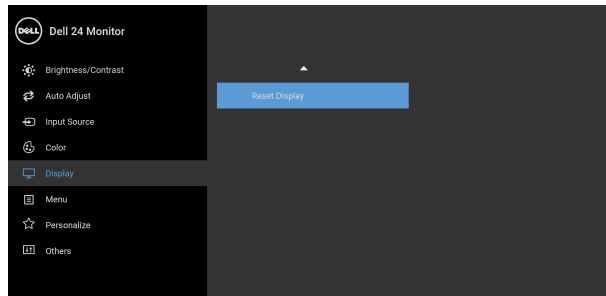 DELL
Dell 24 Monitor
Brightness/Contrast
Auto Adjust
Input Source
Color
Display
Menu
Personalize
Others
Reset Display